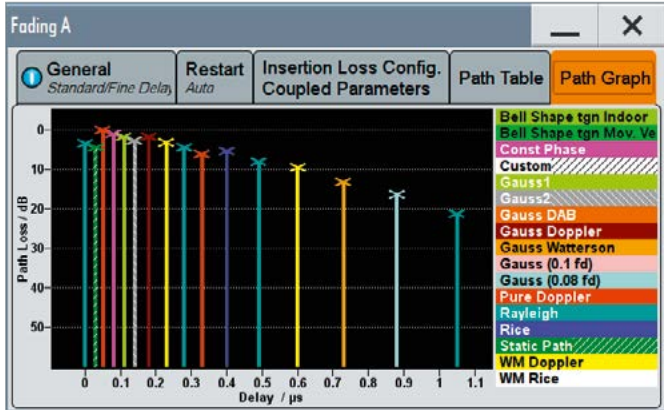 Fading A
General
Standard/Fine Delay
Restart
Auto
Insertion Loss Config.
Coupled Parameters
Path Table
Path Graph
Path Loss / dB
0
10
20
30
40
50
0 0.1 0.2 0.3 0.4 0.5 0.6 0.7 0.8 0.9 1 1.1
Delay / µs
Bell Shape tgn Indoor
Bell Shape tgn Mov. Ve
Const Phase
Custom
Gauss1
Gauss2
Gauss DAB
Gauss Doppler
Gauss Watterson
Gauss (0.1 fd)
Gauss (0.08 fd)
Pure Doppler
Rayleigh
Rice
Static Path
WM Doppler
WM Rice